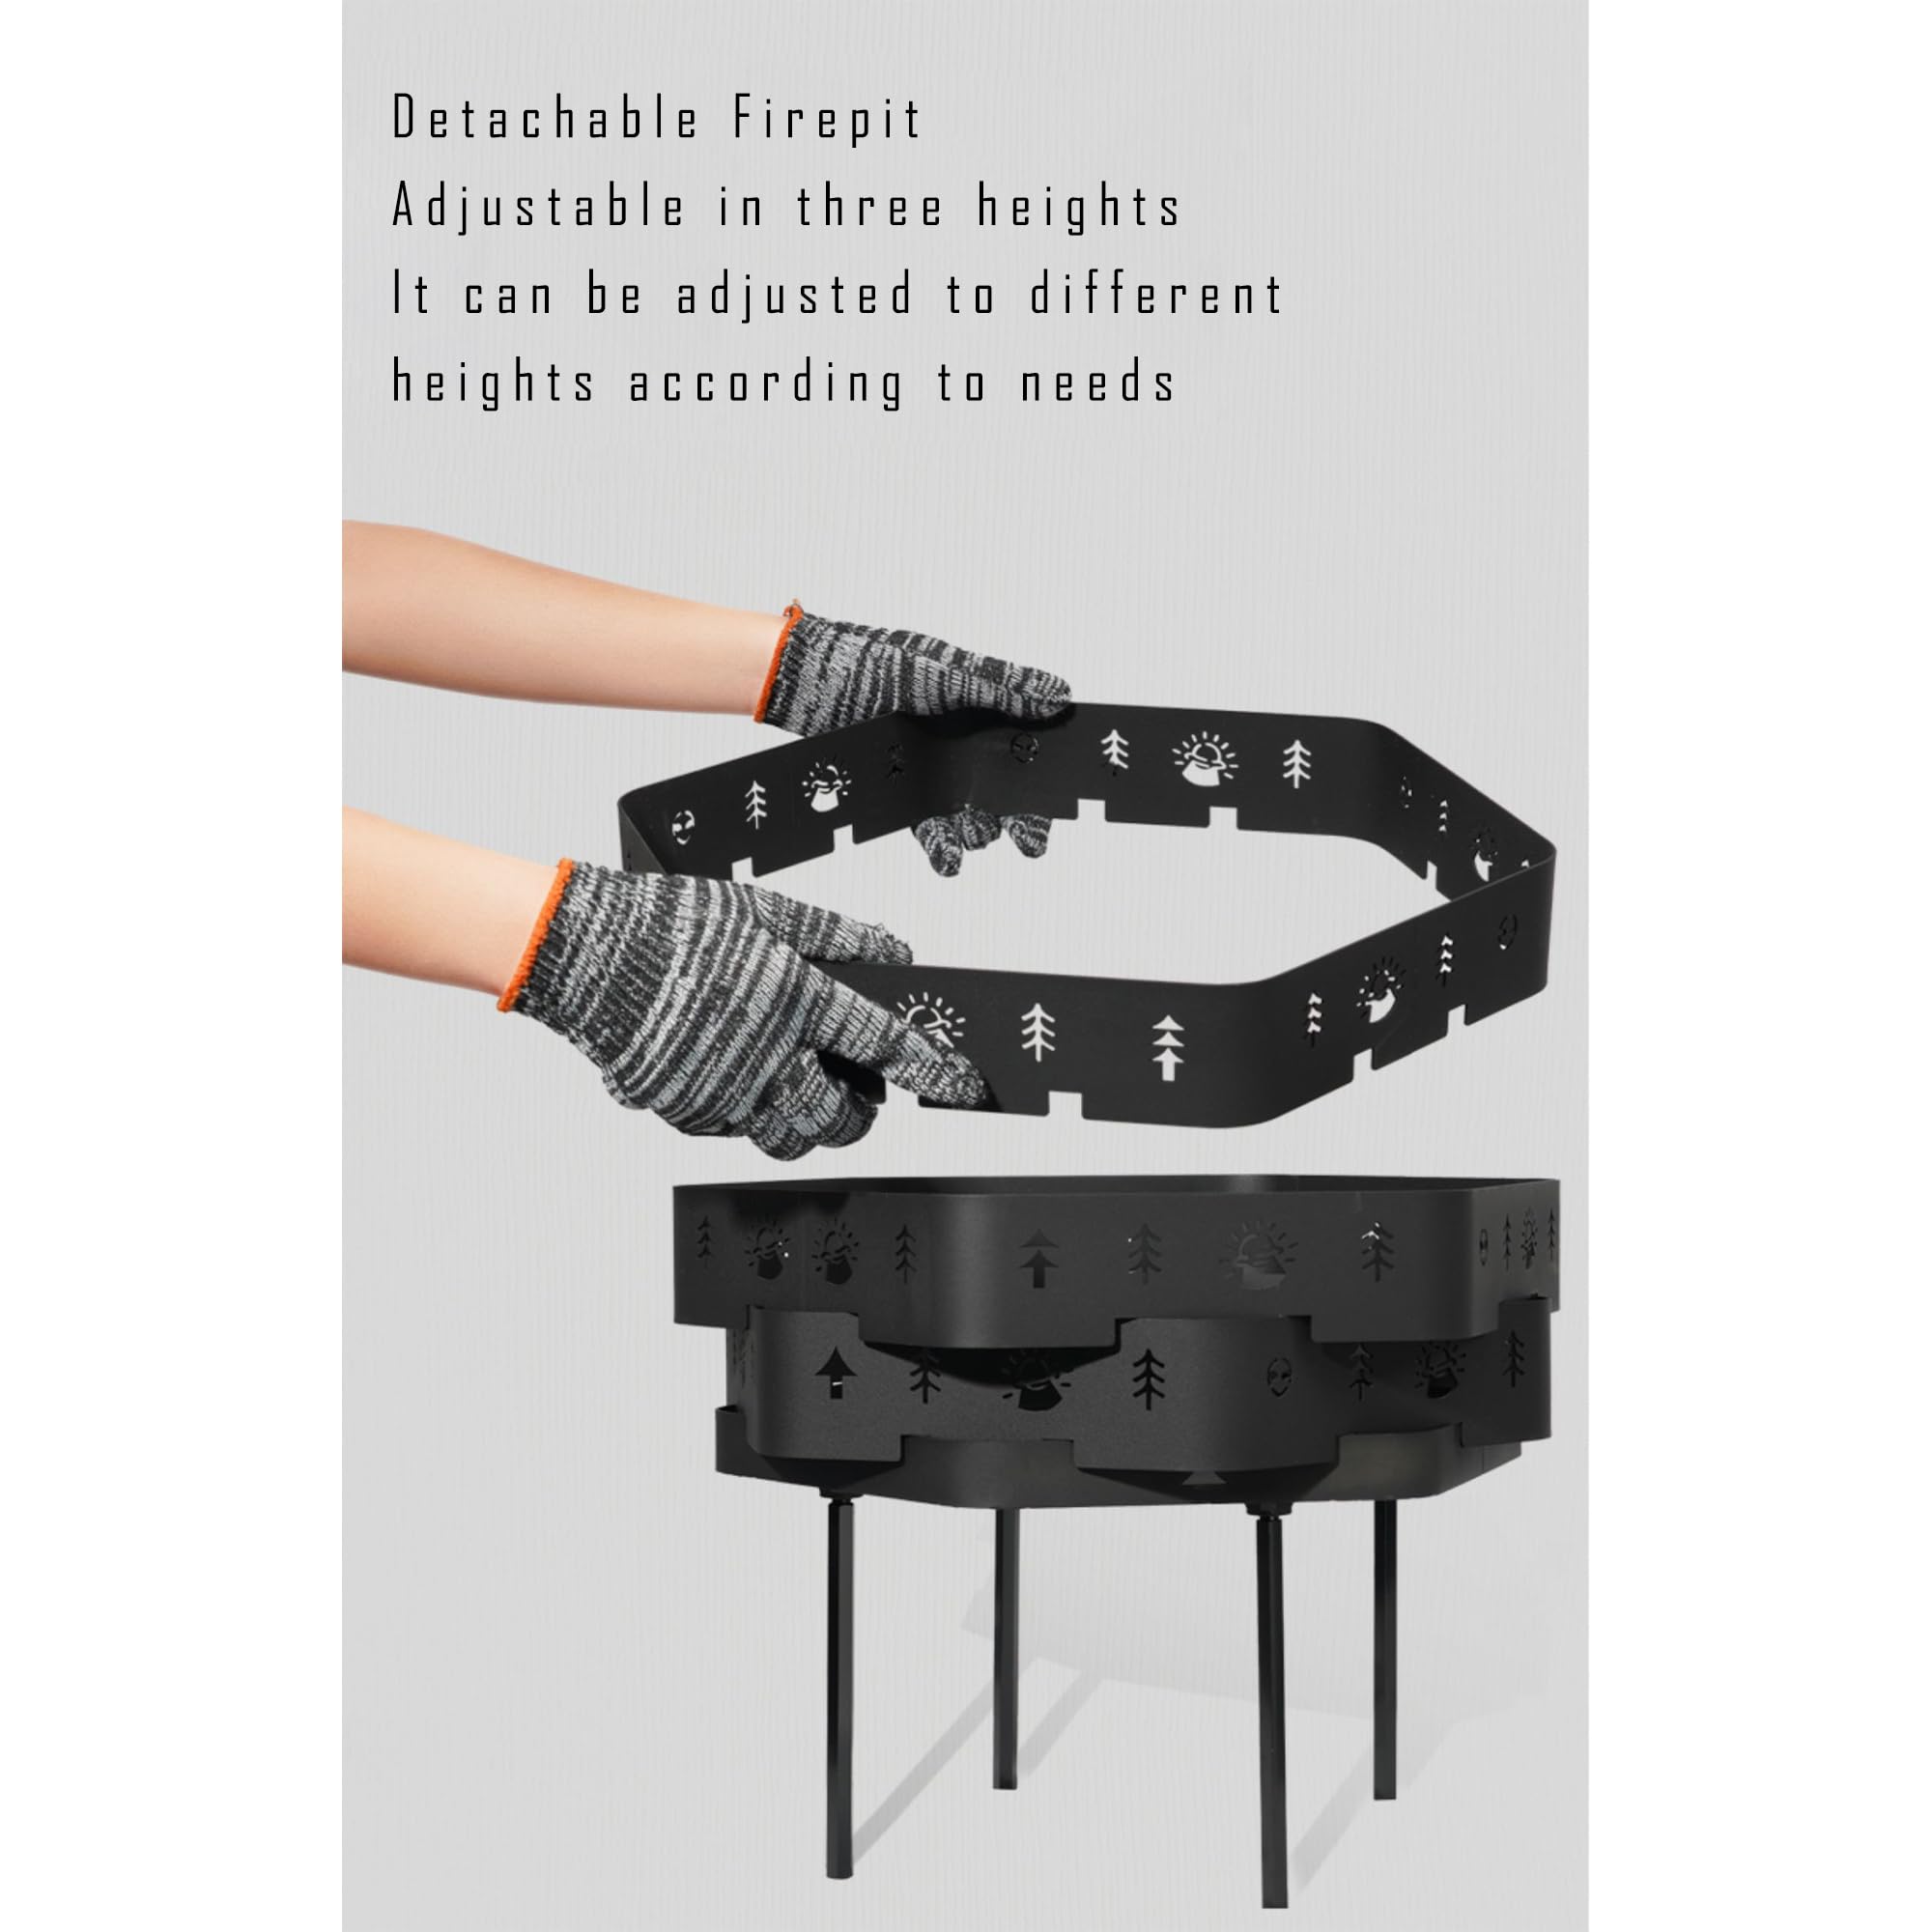 Detachable Firepit
Adjustable in three heights
It can be adjusted to different
heights according to needs